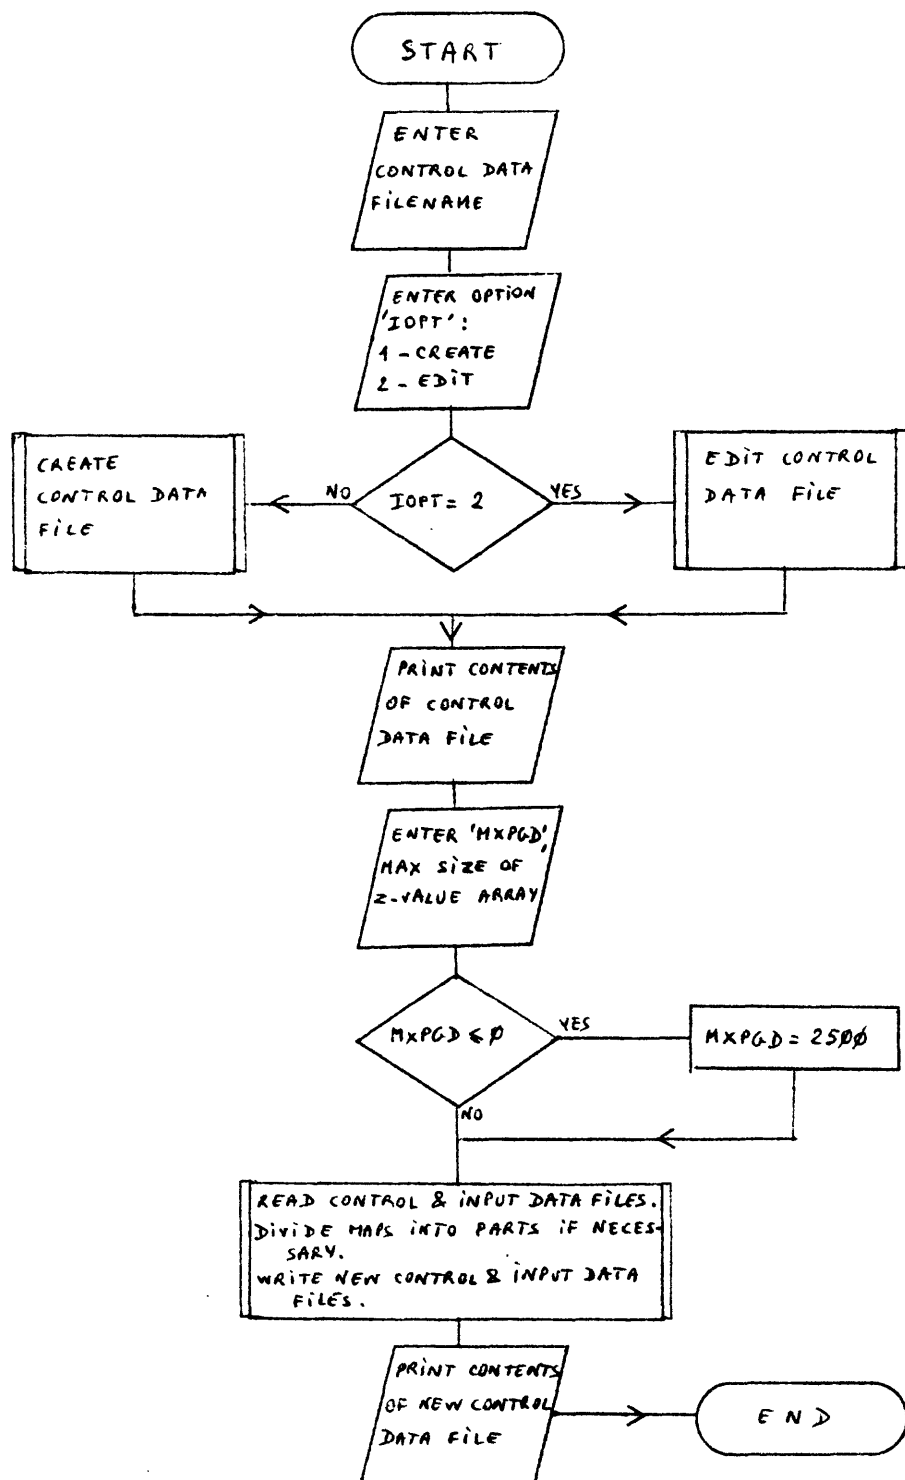 START
ENTER
CONTROL DATA
FILENAME
ENTER OPTION
'IOPT':
1 - CREATE
2 - EDIT
CREATE
CONTROL DATA
FILE
NO
IOPT = 2
YES
EDIT CONTROL
DATA FILE
PRINT CONTENTS
OF CONTROL
DATA FILE
ENTER 'MXPGD',
MAX SIZE OF
Z-VALUE ARRAY
MXPGD ≤ 0
YES
MXPGD = 2500
NO
READ CONTROL & INPUT DATA FILES.
DIVIDE MAPS INTO PARTS IF NECES-
SARY.
WRITE NEW CONTROL & INPUT DATA
FILES.
PRINT CONTENTS
OF NEW CONTROL
DATA FILE
END